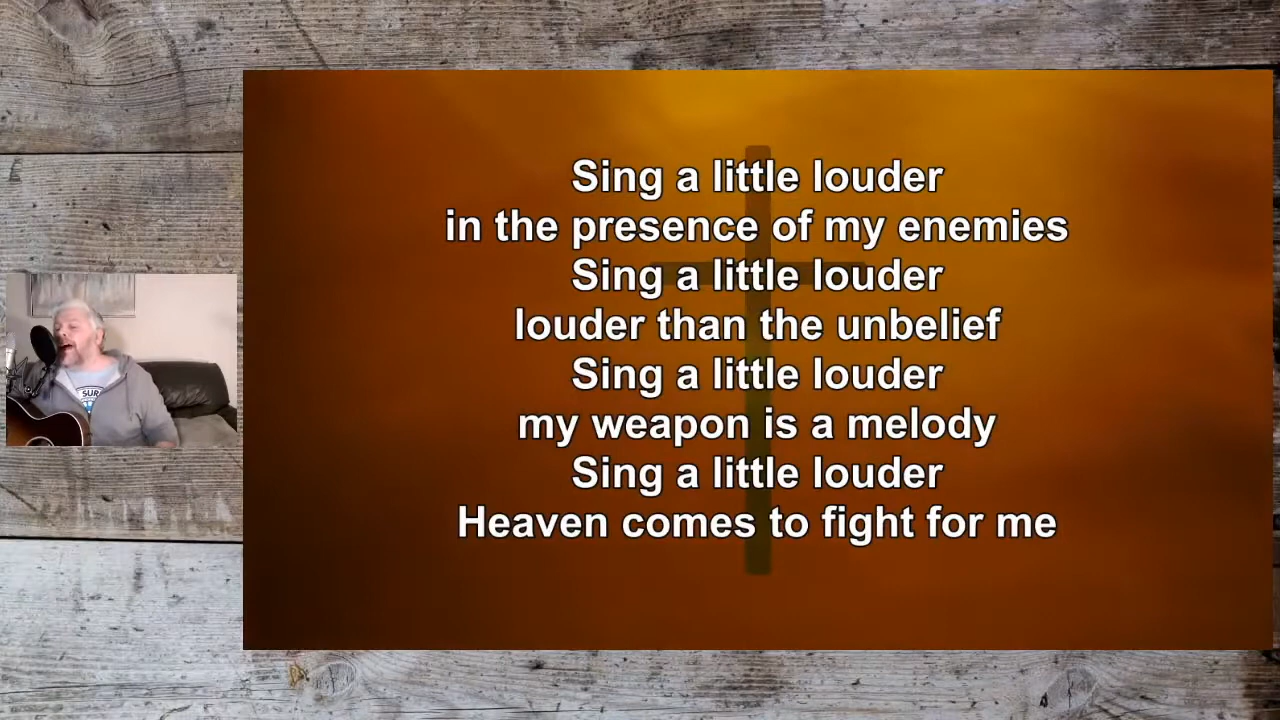 Sing a little louder
in the presence of my enemies
Sing a little louder
louder than the unbelief
Sing a little louder
my weapon is a melody
Sing a little louder
Heaven comes to fight for me
SUR